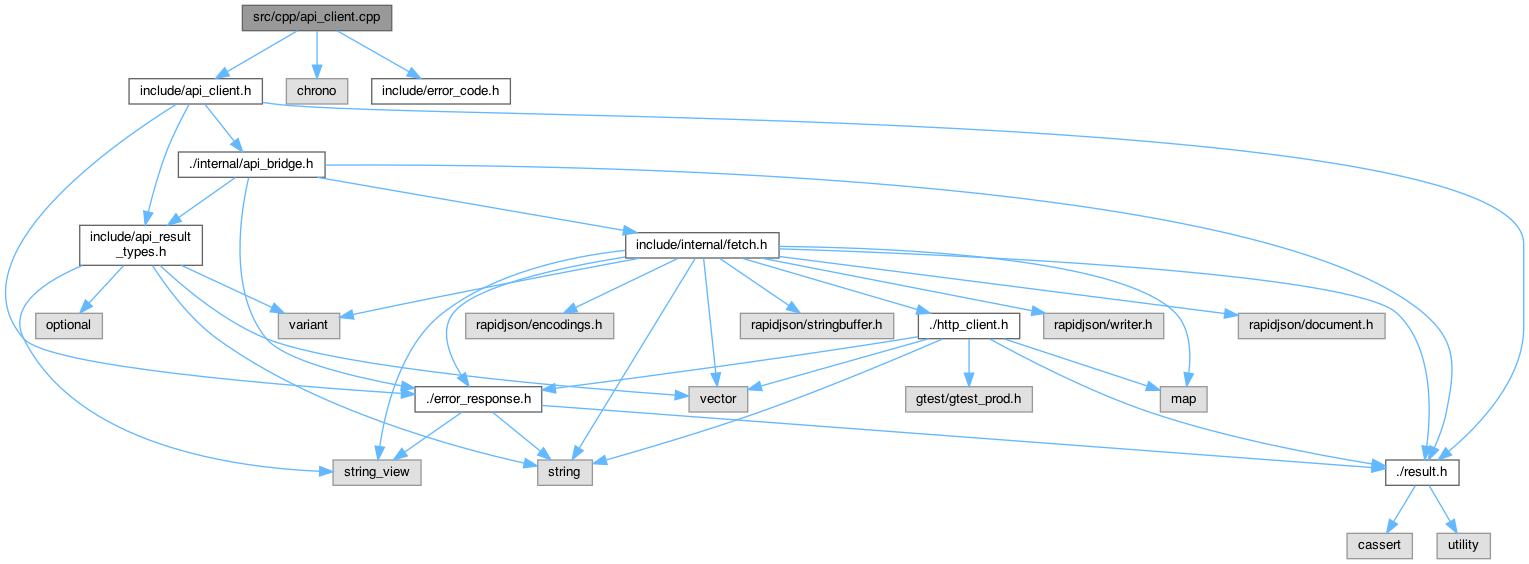 src/cpp/api_client.cpp
include/api_client.h
chrono
include/error_code.h
./internal/api_bridge.h
include/api_result
_types.h
include/internal/fetch.h
optional
variant
rapidjson/encodings.h
rapidjson/stringbuffer.h
./http_client.h
rapidjson/writer.h
rapidjson/document.h
./error_response.h
vector
gtest/gtest_prod.h
map
string_view
string
./result.h
cassert
utility